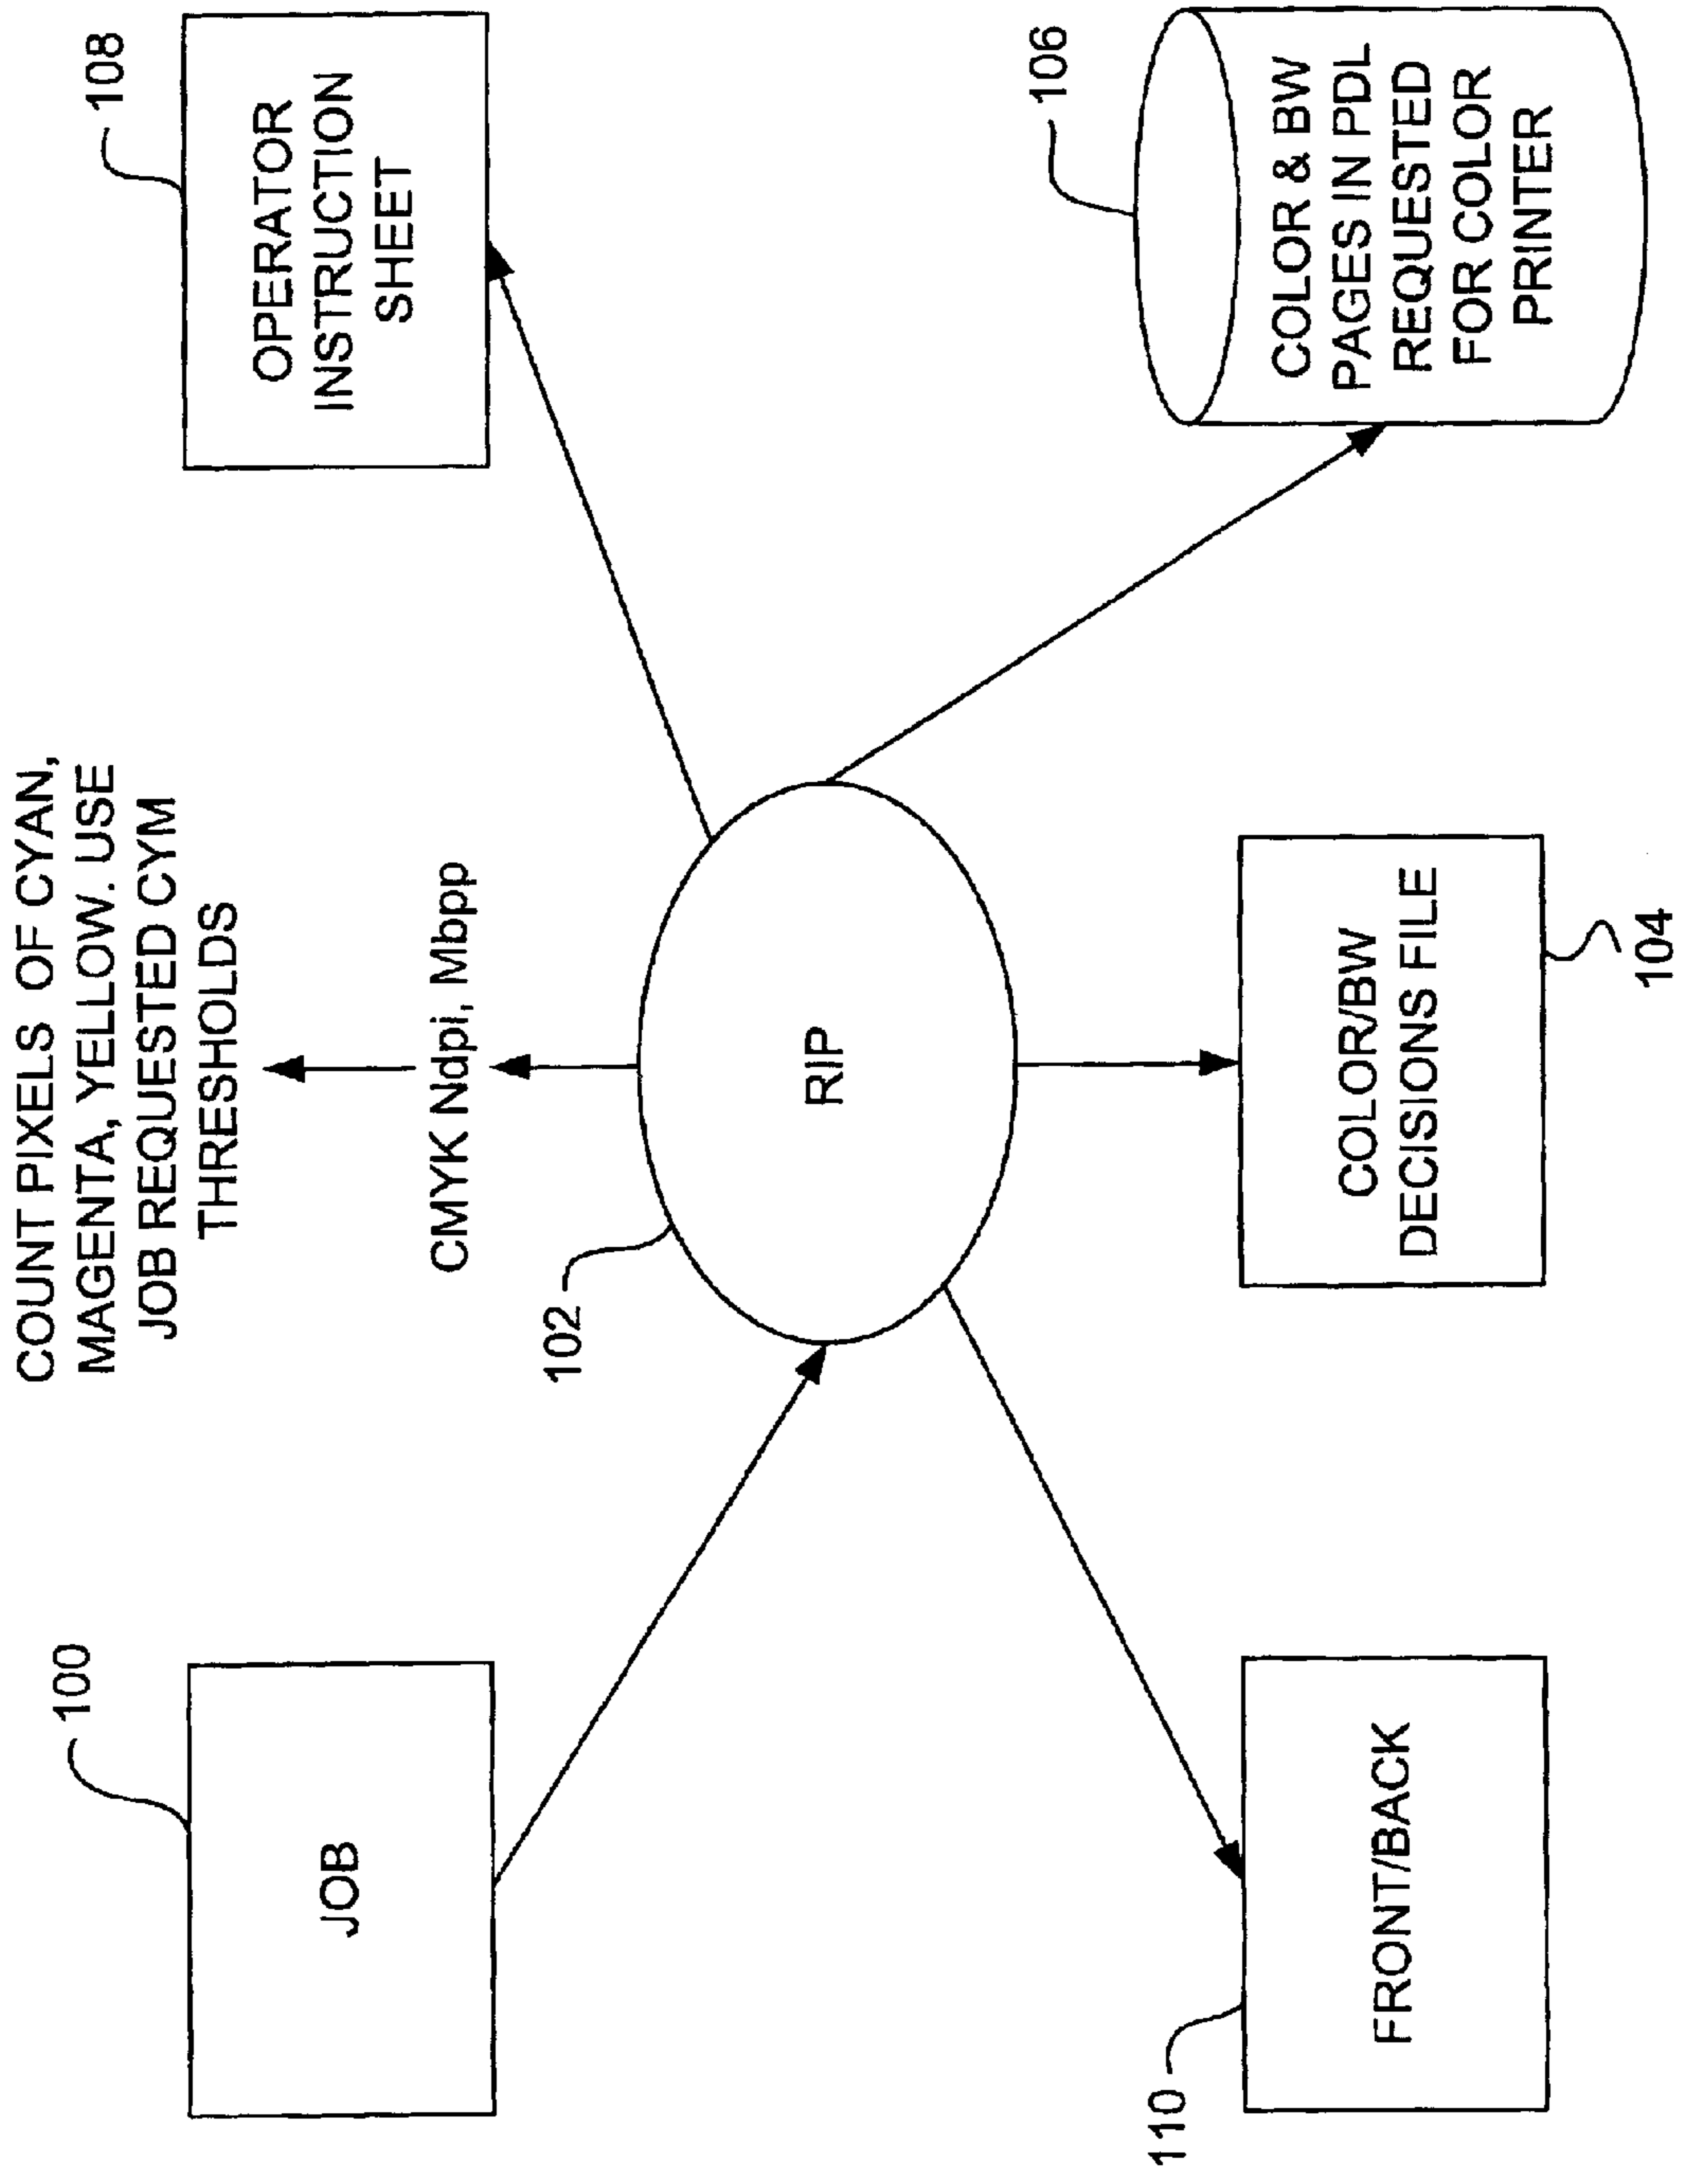 COUNT PIXELS OF CYAN,
MAGENTA, YELLOW. USE
JOB REQUESTED CYM
THRESHOLDS
100
JOB
CMYK Ndpi, Mbpp
108
OPERATOR
INSTRUCTION
SHEET
102
RIP
110
FRONT/BACK
COLOR/BW
DECISIONS FILE
104
106
COLOR & BW
PAGES IN PDL
REQUESTED
FOR COLOR
PRINTER